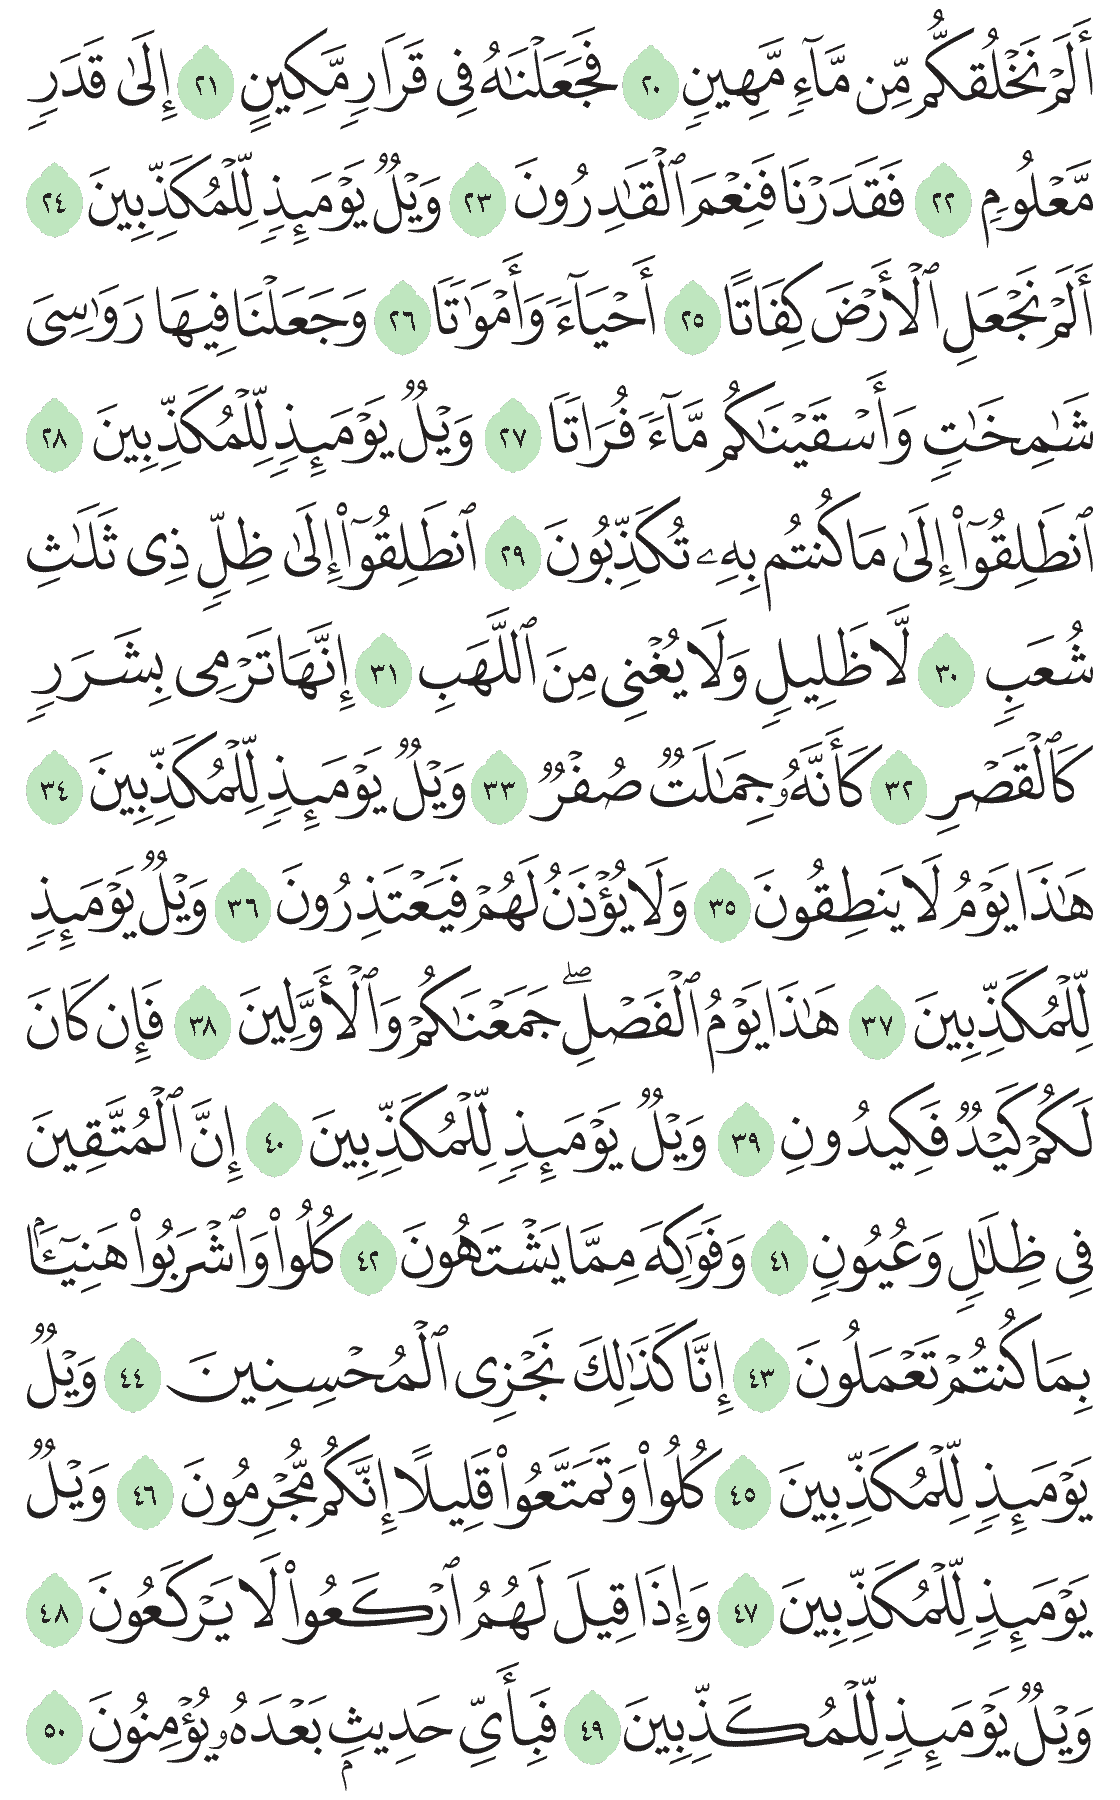 أَلَمْ نَخْلُقكُّم مِّن مَّآءٍ مَّهِينٍ ٢٠ فَجَعَلْنَٰهُ فِى قَرَارٍ مَّكِينٍ ٢١ إِلَىٰ قَدَرٍ
مَّعْلُومٍ ٢٢ فَقَدَرْنَا فَنِعْمَ ٱلْقَٰدِرُونَ ٢٣ وَيْلٌ يَوْمَئِذٍ لِّلْمُكَذِّبِينَ ٢٤
أَلَمْ نَجْعَلِ ٱلْأَرْضَ كِفَاتًا ٢٥ أَحْيَآءً وَأَمْوَٰتًا ٢٦ وَجَعَلْنَا فِيهَا رَوَٰسِىَ
شَٰمِخَٰتٍ وَأَسْقَيْنَٰكُم مَّآءً فُرَاتًا ٢٧ وَيْلٌ يَوْمَئِذٍ لِّلْمُكَذِّبِينَ ٢٨
ٱنطَلِقُوٓا۟ إِلَىٰ مَا كُنتُم بِهِۦ تُكَذِّبُونَ ٢٩ ٱنطَلِقُوٓا۟ إِلَىٰ ظِلٍّ ذِى ثَلَٰثِ
شُعَبٍ ٣٠ لَّا ظَلِيلٍ وَلَا يُغْنِى مِنَ ٱللَّهَبِ ٣١ إِنَّهَا تَرْمِى بِشَرَرٍ
كَٱلْقَصْرِ ٣٢ كَأَنَّهُۥ جِمَٰلَتٌ صُفْرٌ ٣٣ وَيْلٌ يَوْمَئِذٍ لِّلْمُكَذِّبِينَ ٣٤
هَٰذَا يَوْمُ لَا يَنطِقُونَ ٣٥ وَلَا يُؤْذَنُ لَهُمْ فَيَعْتَذِرُونَ ٣٦ وَيْلٌ يَوْمَئِذٍ
لِّلْمُكَذِّبِينَ ٣٧ هَٰذَا يَوْمُ ٱلْفَصْلِ ۖ جَمَعْنَٰكُمْ وَٱلْأَوَّلِينَ ٣٨ فَإِن كَانَ
لَكُمْ كَيْدٌ فَكِيدُونِ ٣٩ وَيْلٌ يَوْمَئِذٍ لِّلْمُكَذِّبِينَ ٤٠ إِنَّ ٱلْمُتَّقِينَ
فِى ظِلَٰلٍ وَعُيُونٍ ٤١ وَفَوَٰكِهَ مِمَّا يَشْتَهُونَ ٤٢ كُلُوا۟ وَٱشْرَبُوا۟ هَنِيٓـًٔۢا
بِمَا كُنتُمْ تَعْمَلُونَ ٤٣ إِنَّا كَذَٰلِكَ نَجْزِى ٱلْمُحْسِنِينَ ٤٤ وَيْلٌ
يَوْمَئِذٍ لِّلْمُكَذِّبِينَ ٤٥ كُلُوا۟ وَتَمَتَّعُوا۟ قَلِيلًا إِنَّكُم مُّجْرِمُونَ ٤٦ وَيْلٌ
يَوْمَئِذٍ لِّلْمُكَذِّبِينَ ٤٧ وَإِذَا قِيلَ لَهُمُ ٱرْكَعُوا۟ لَا يَرْكَعُونَ ٤٨
وَيْلٌ يَوْمَئِذٍ لِّلْمُكَذِّبِينَ ٤٩ فَبِأَىِّ حَدِيثٍۭ بَعْدَهُۥ يُؤْمِنُونَ ٥٠